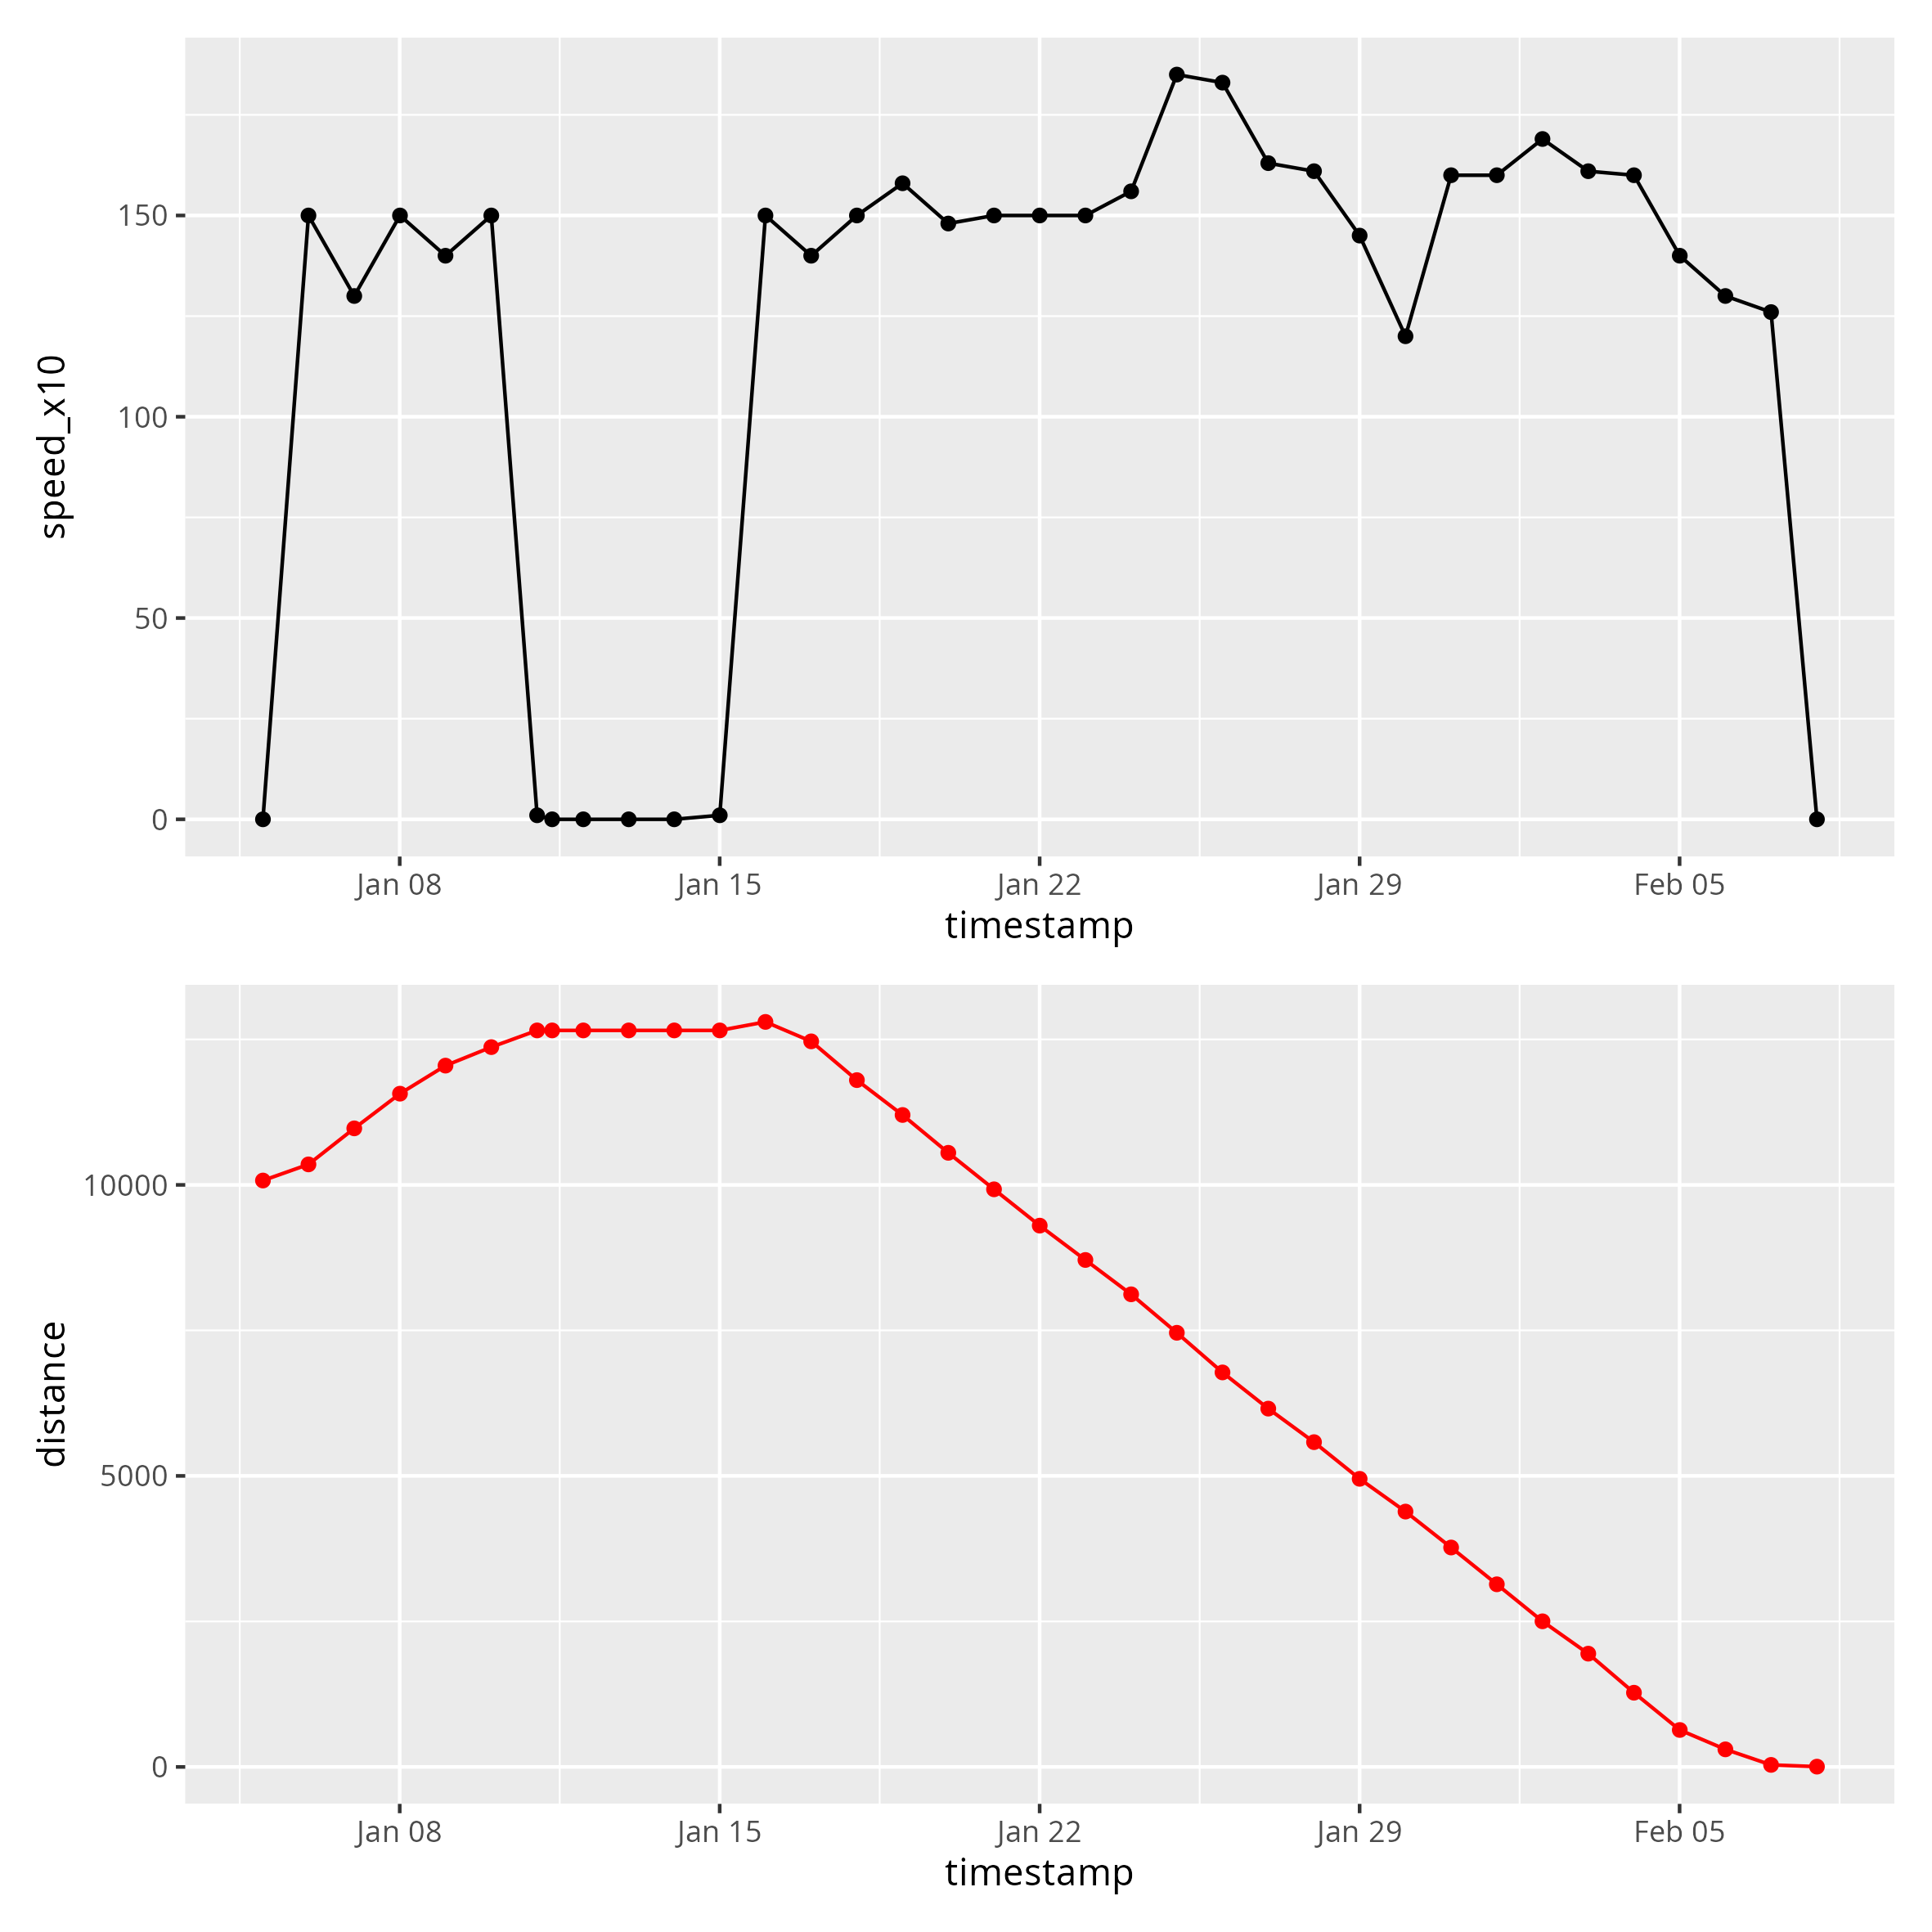 speed_x10
150
100
50
0
Jan 08 Jan 15 Jan 22 Jan 29 Feb 05
timestamp
distance
10000
5000
0
Jan 08 Jan 15 Jan 22 Jan 29 Feb 05
timestamp